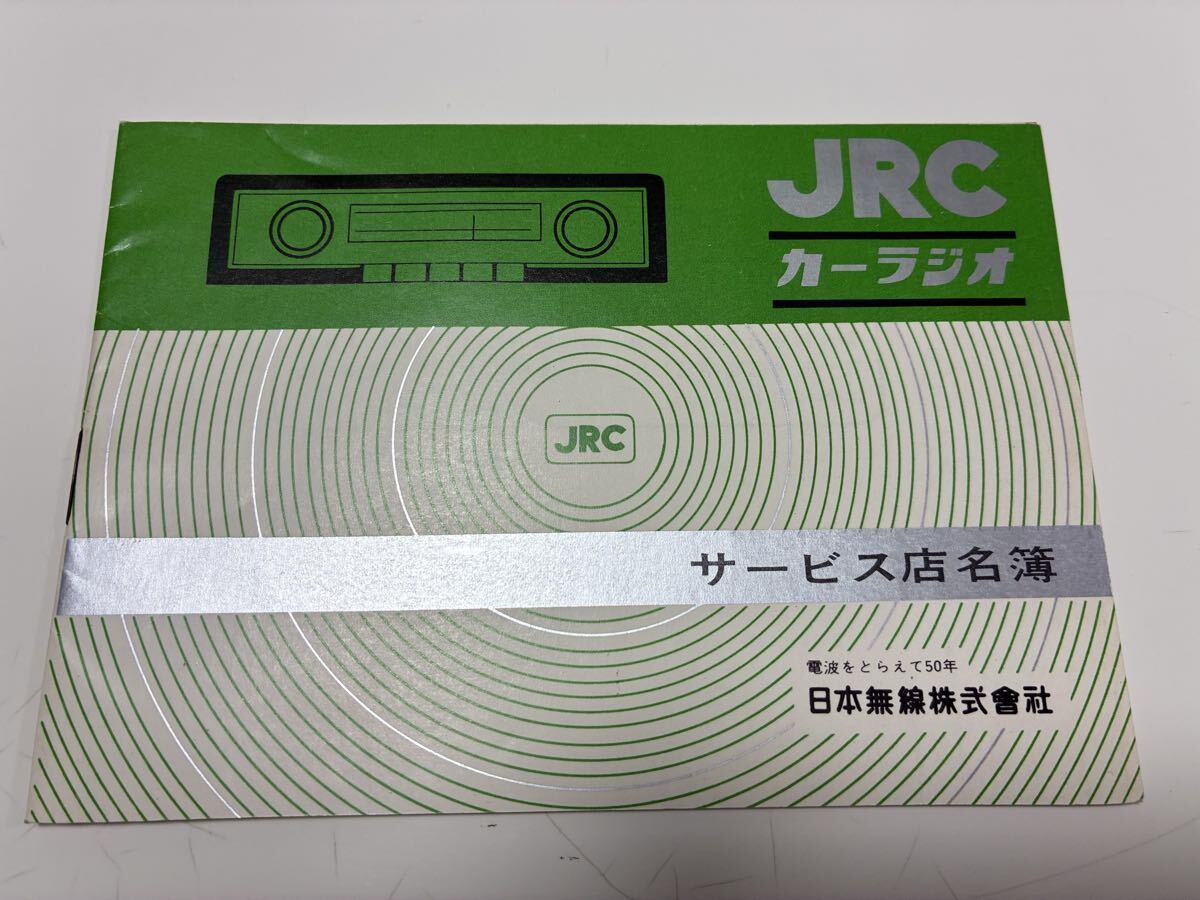 JRC
カーラジオ
JRC
サービス店名簿
電波をとらえて50年
日本無線株式會社